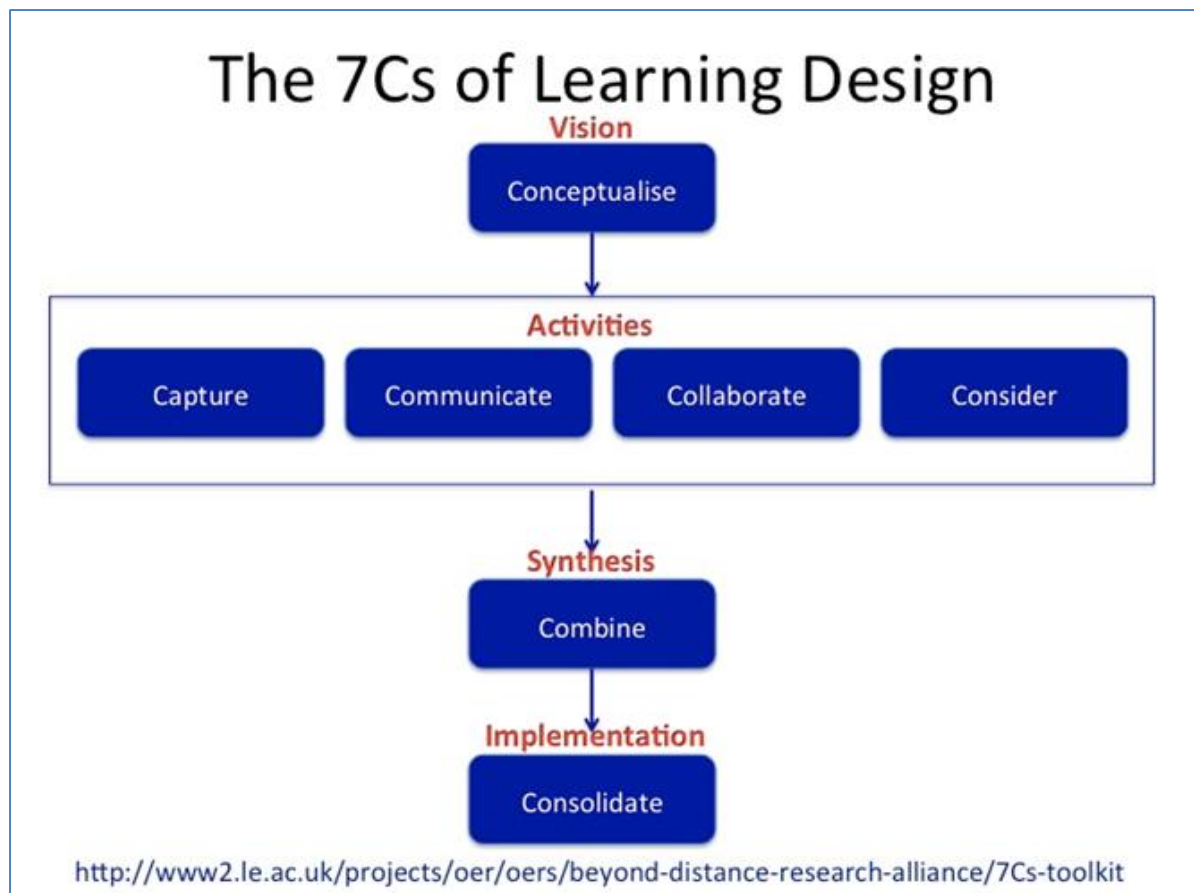 The 7Cs of Learning Design
Vision
Conceptualise
Activities
Capture
Communicate
Collaborate
Consider
Synthesis
Combine
Implementation
Consolidate
http://www2.le.ac.uk/projects/oer/oers/beyond-distance-research-alliance/7Cs-toolkit